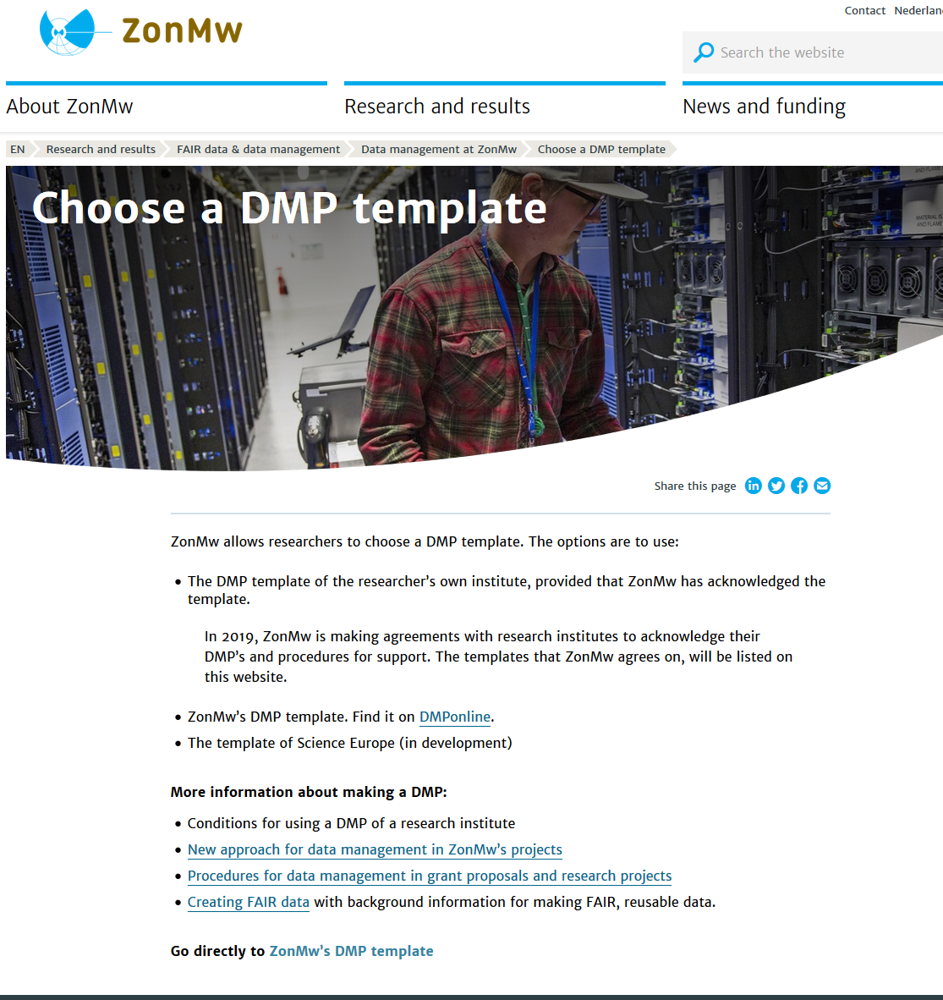 ZonMw
Contact Nederlan
Search the website
About ZonMw
Research and results
News and funding
EN
Research and results
FAIR data & data management
Data management at ZonMw
Choose a DMP template
Choose a DMP template
AND FLAME
MATERIAL IS
AND FLAME
Share this page
ZonMw allows researchers to choose a DMP template. The options are to use:
• The DMP template of the researcher’s own institute, provided that ZonMw has acknowledged the
template.
In 2019, ZonMw is making agreements with research institutes to acknowledge their
DMP’s and procedures for support. The templates that ZonMw agrees on, will be listed on
this website.
• ZonMw’s DMP template. Find it on DMPonline.
• The template of Science Europe (in development)
More information about making a DMP:
• Conditions for using a DMP of a research institute
• New approach for data management in ZonMw’s projects
• Procedures for data management in grant proposals and research projects
• Creating FAIR data with background information for making FAIR, reusable data.
Go directly to ZonMw’s DMP template